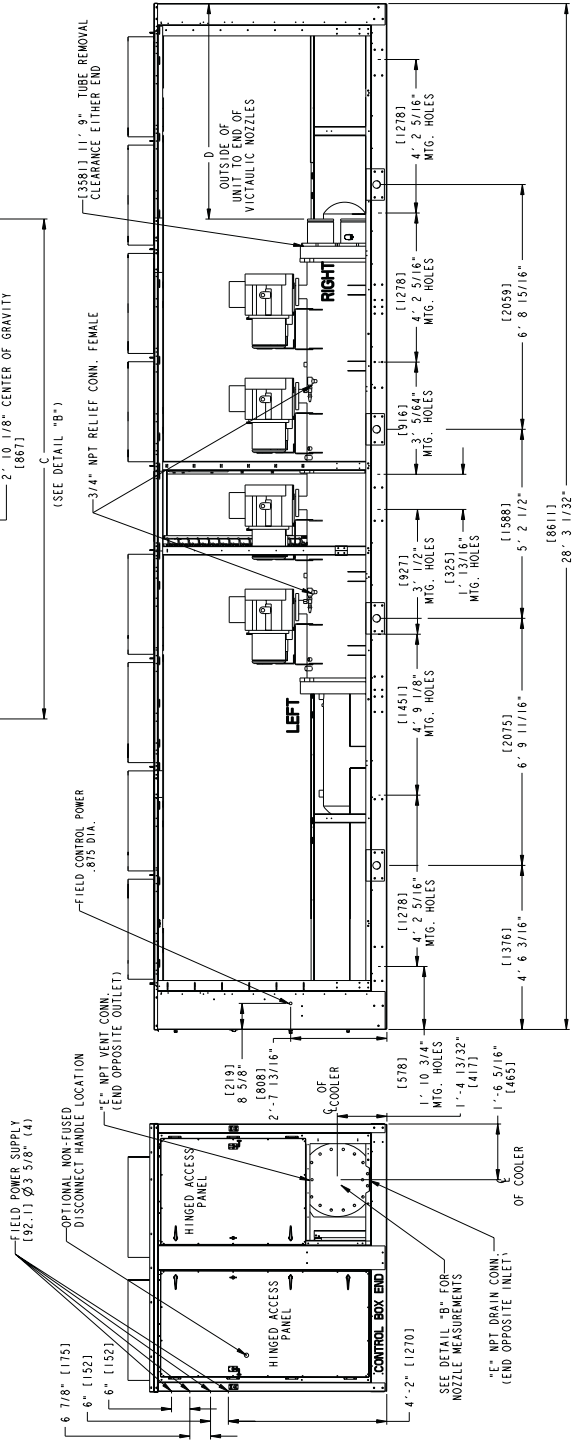 2' 10 1/8" CENTER OF GRAVITY
[867]
C
(SEE DETAIL "B")
[3581] 11' 9" TUBE REMOVAL
CLEARANCE EITHER END
3/4" NPT RELIEF CONN. FEMALE
D
OUTSIDE OF
UNIT TO END OF
VICTAULIC NOZZLES
RIGHT
LEFT
FIELD CONTROL POWER
.875 DIA.
[1278]
4' 2 5/16"
MTG. HOLES
[1451]
4' 9 1/8"
MTG. HOLES
[927]
3' 1/2"
MTG. HOLES
[325]
1' 13/16"
MTG. HOLES
[916]
3' 5/64"
MTG. HOLES
[1278]
4' 2 5/16"
MTG. HOLES
[1278]
4' 2 5/16"
MTG. HOLES
[1376]
4' 6 3/16"
[2075]
6' 9 11/16"
[1588]
5' 2 1/2"
[2059]
6' 8 15/16"
[8611]
28' 3 1/32"
[219]
8 5/8"
[808]
2'-7 13/16"
[578]
1' 10 3/4"
MTG. HOLES
1'-4 13/32"
[417]
1'-6 5/16"
[465]
OF
COOLER
OF COOLER
"E" NPT VENT CONN.
(END OPPOSITE OUTLET)
FIELD POWER SUPPLY
[92.1] Ø3 5/8" (4)
OPTIONAL NON-FUSED
DISCONNECT HANDLE LOCATION
HINGED ACCESS
PANEL
HINGED ACCESS
PANEL
CONTROL BOX END
6 7/8" [175]
6" [152]
6" [152]
4'-2" [1270]
SEE DETAIL "B" FOR
NOZZLE MEASUREMENTS
"E" NPT DRAIN CONN.
(END OPPOSITE INLET)